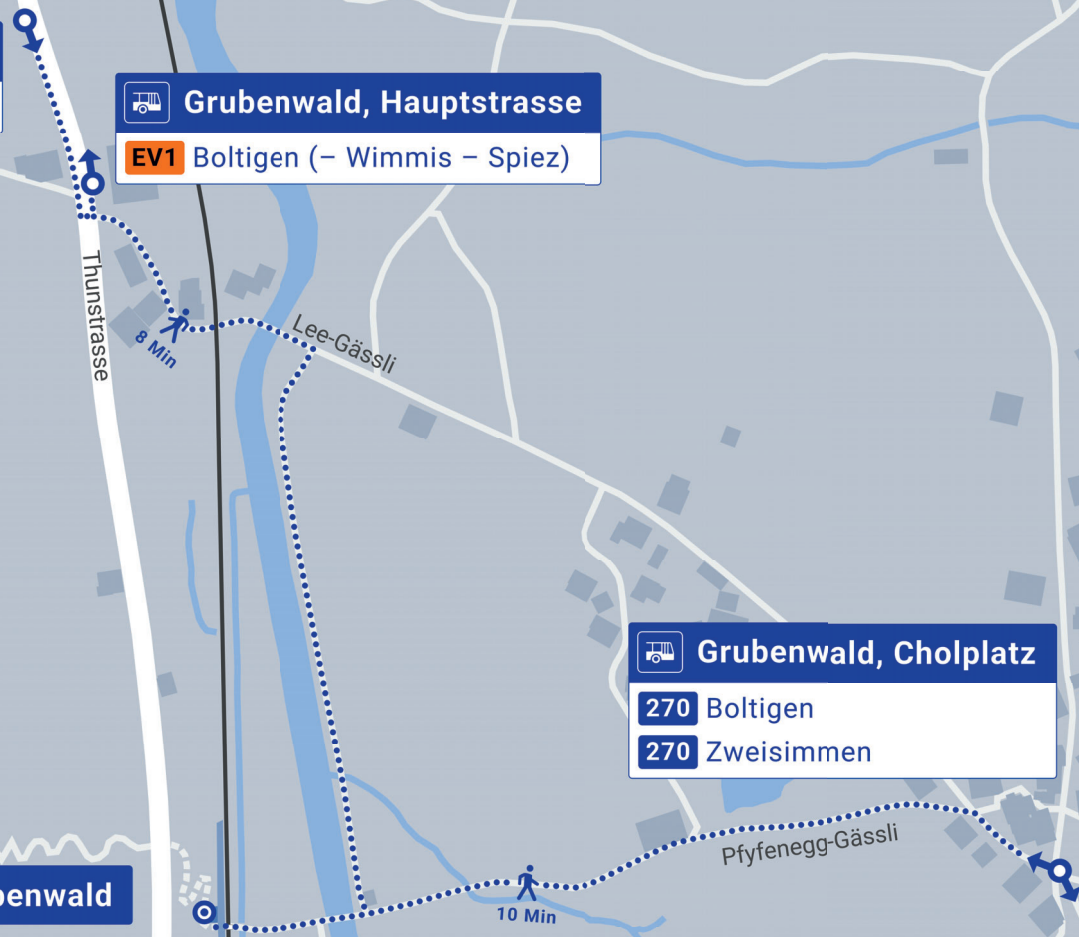 Grubenwald, Hauptstrasse
EV1 Boltigen (– Wimmis – Spiez)
Thunstrasse
8 Min
Lee-Gässli
Grubenwald, Cholplatz
270 Boltigen
270 Zweisimmen
Pfyfenegg-Gässli
10 Min
benwald